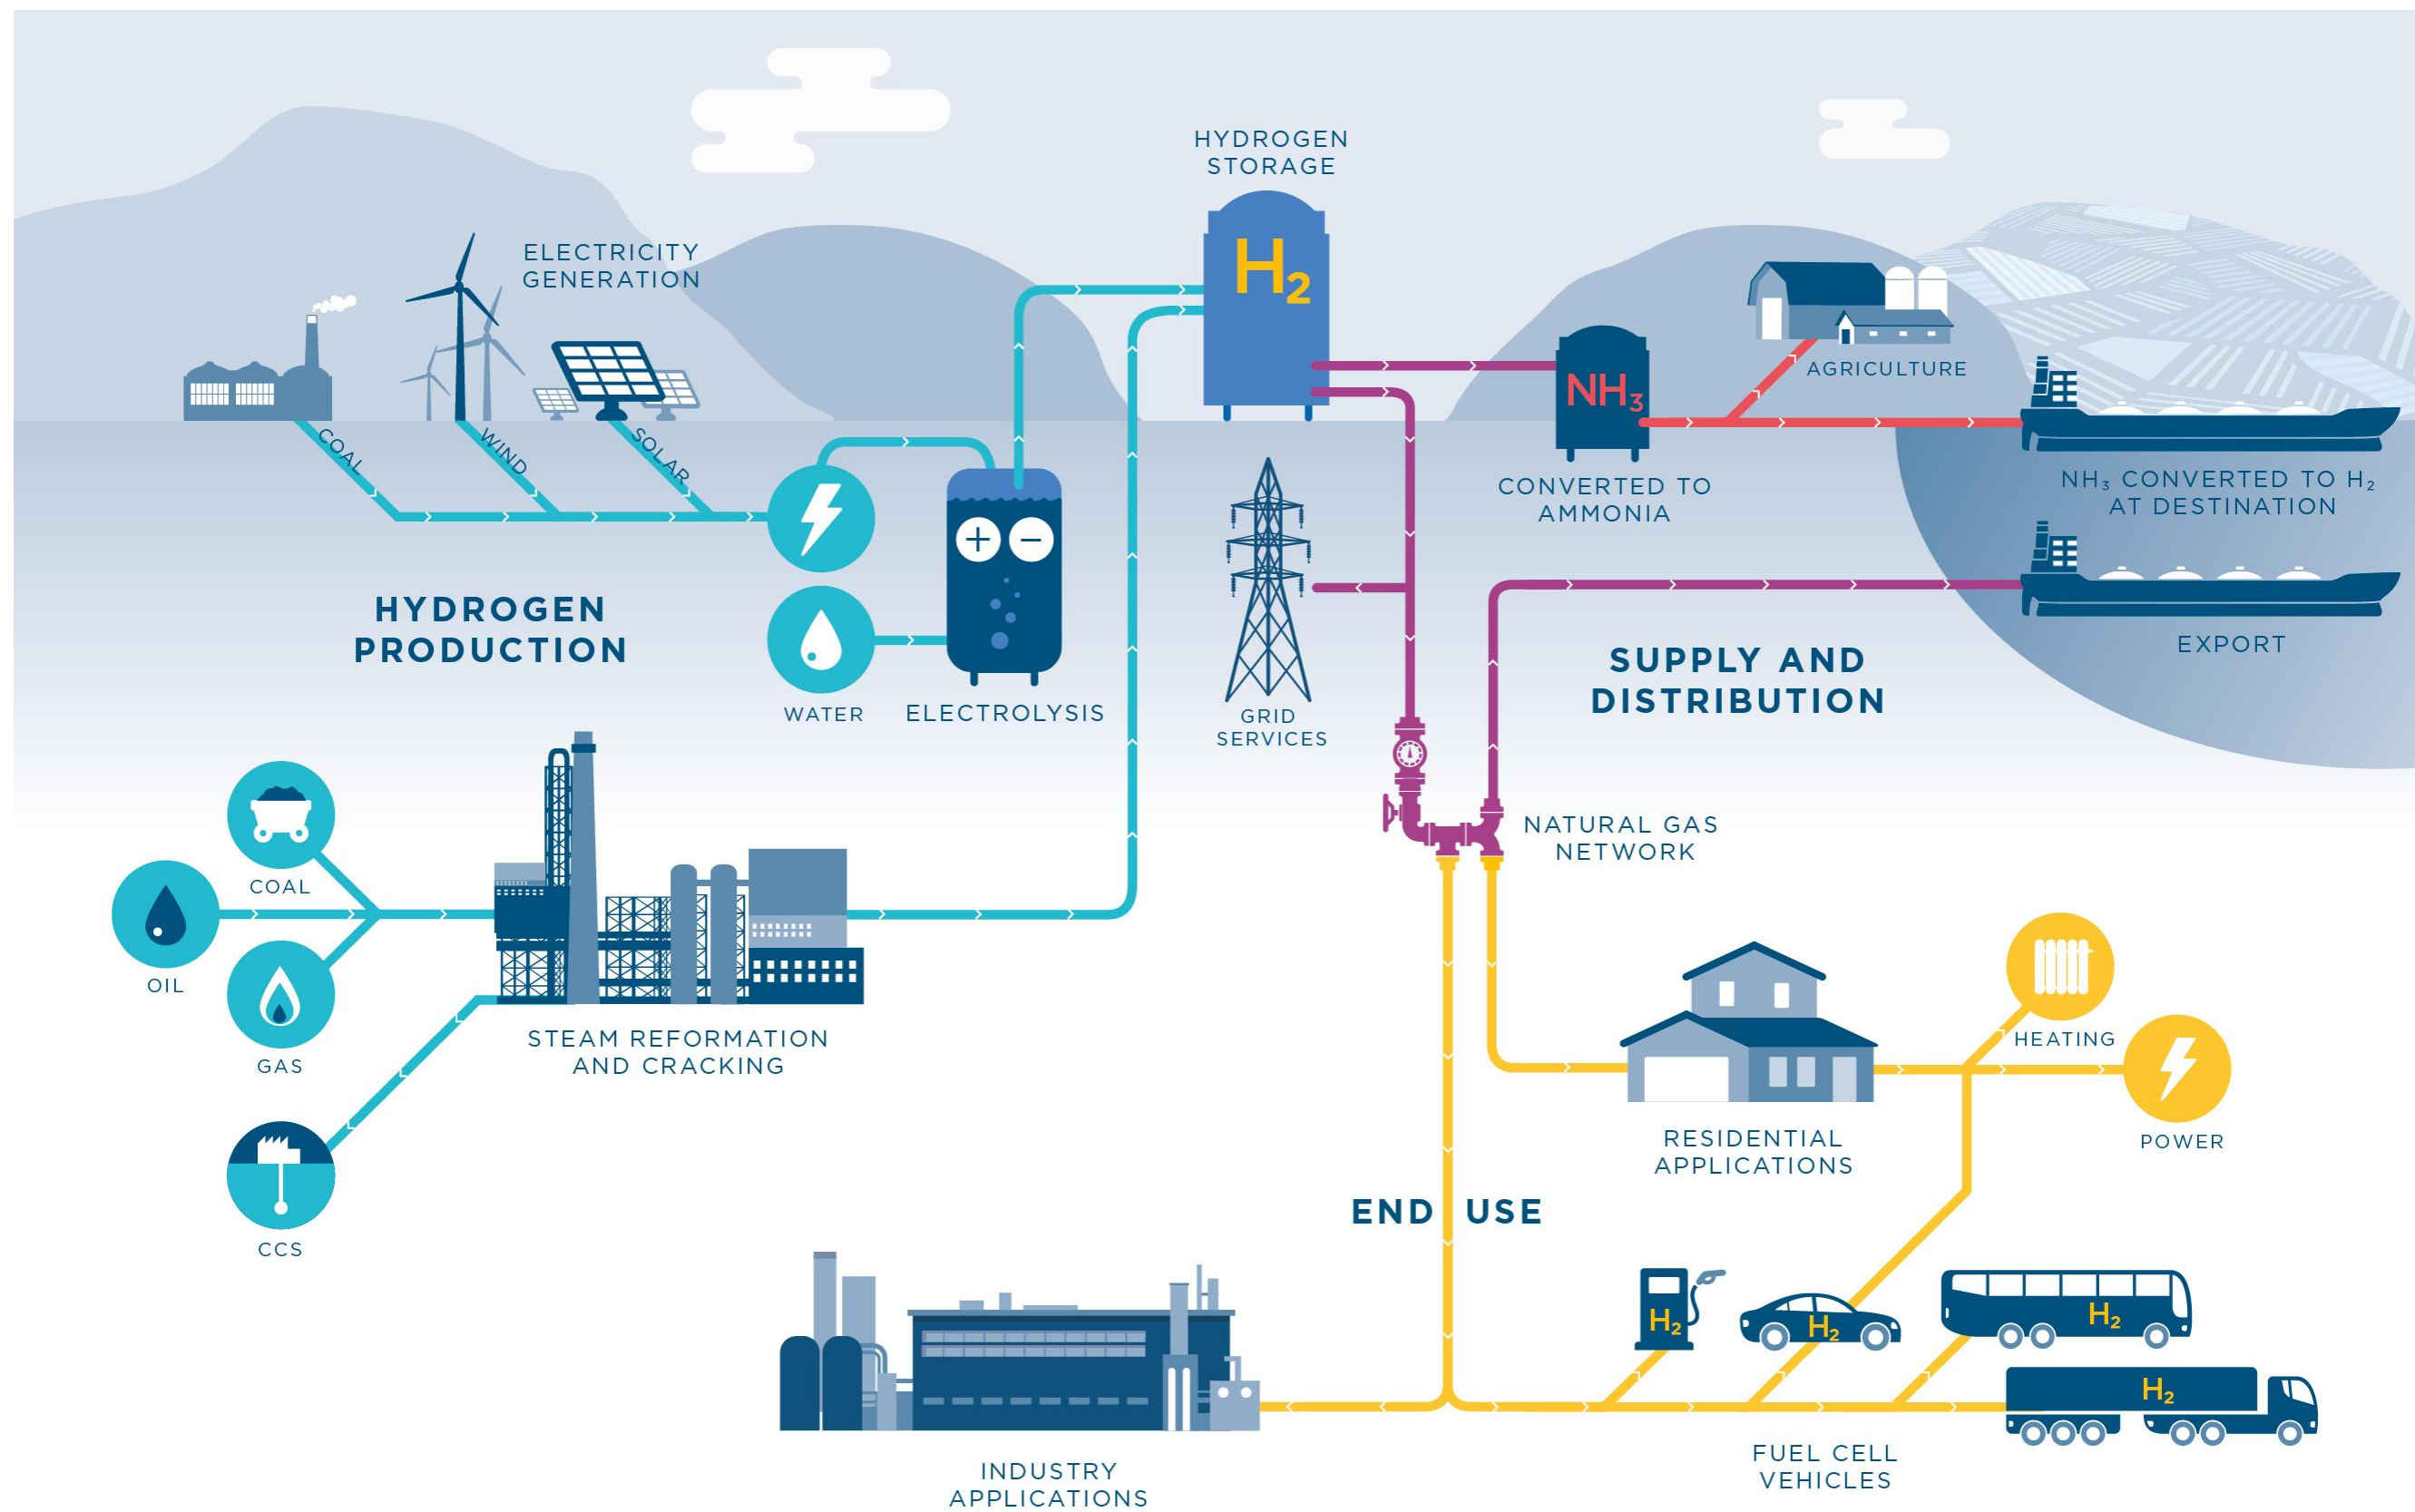 HYDROGEN
STORAGE
H₂
ELECTRICITY
GENERATION
COAL
WIND
SOLAR
HYDROGEN
PRODUCTION
+ −
WATER
ELECTROLYSIS
COAL
OIL
GAS
CCS
STEAM REFORMATION
AND CRACKING
GRID
SERVICES
NH₃
CONVERTED TO
AMMONIA
AGRICULTURE
NH₃ CONVERTED TO H₂
AT DESTINATION
EXPORT
SUPPLY AND
DISTRIBUTION
NATURAL GAS
NETWORK
HEATING
POWER
RESIDENTIAL
APPLICATIONS
END USE
H₂
H₂
H₂
H₂
FUEL CELL
VEHICLES
INDUSTRY
APPLICATIONS